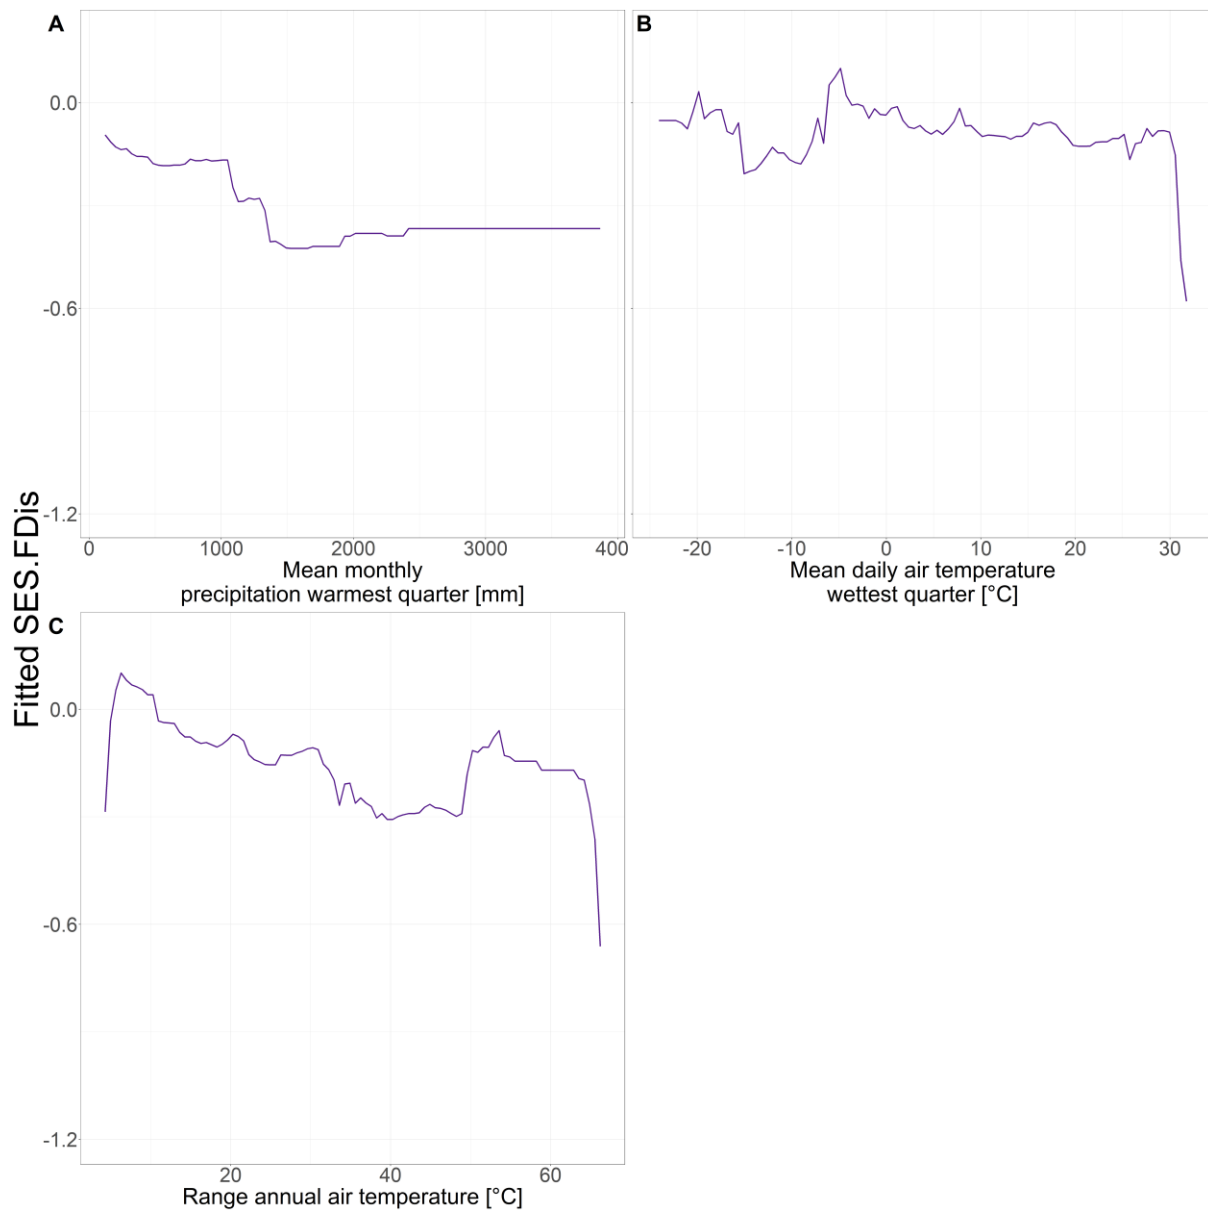 A
B
0.0
-0.6
-1.2
0
1000
2000
3000
400
Mean monthly
precipitation warmest quarter [mm]
-20
-10
0
10
20
30
Mean daily air temperature
wettest quarter [°C]
Fitted SES.FDis
C
0.0
-0.6
-1.2
20
40
60
Range annual air temperature [°C]